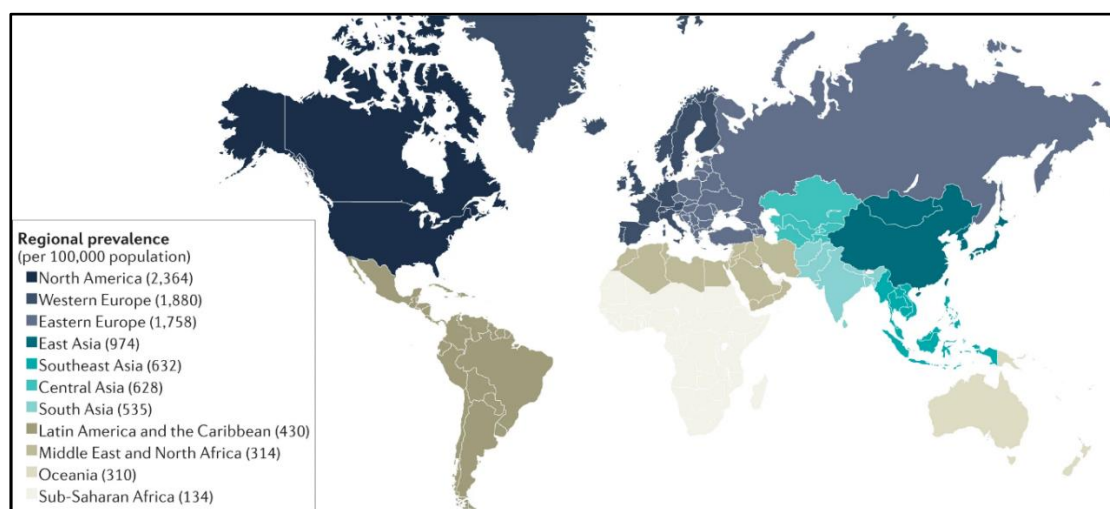 Regional prevalence
(per 100,000 population)
North America (2,364)
Western Europe (1,880)
Eastern Europe (1,758)
East Asia (974)
Southeast Asia (632)
Central Asia (628)
South Asia (535)
Latin America and the Caribbean (430)
Middle East and North Africa (314)
Oceania (310)
Sub-Saharan Africa (134)